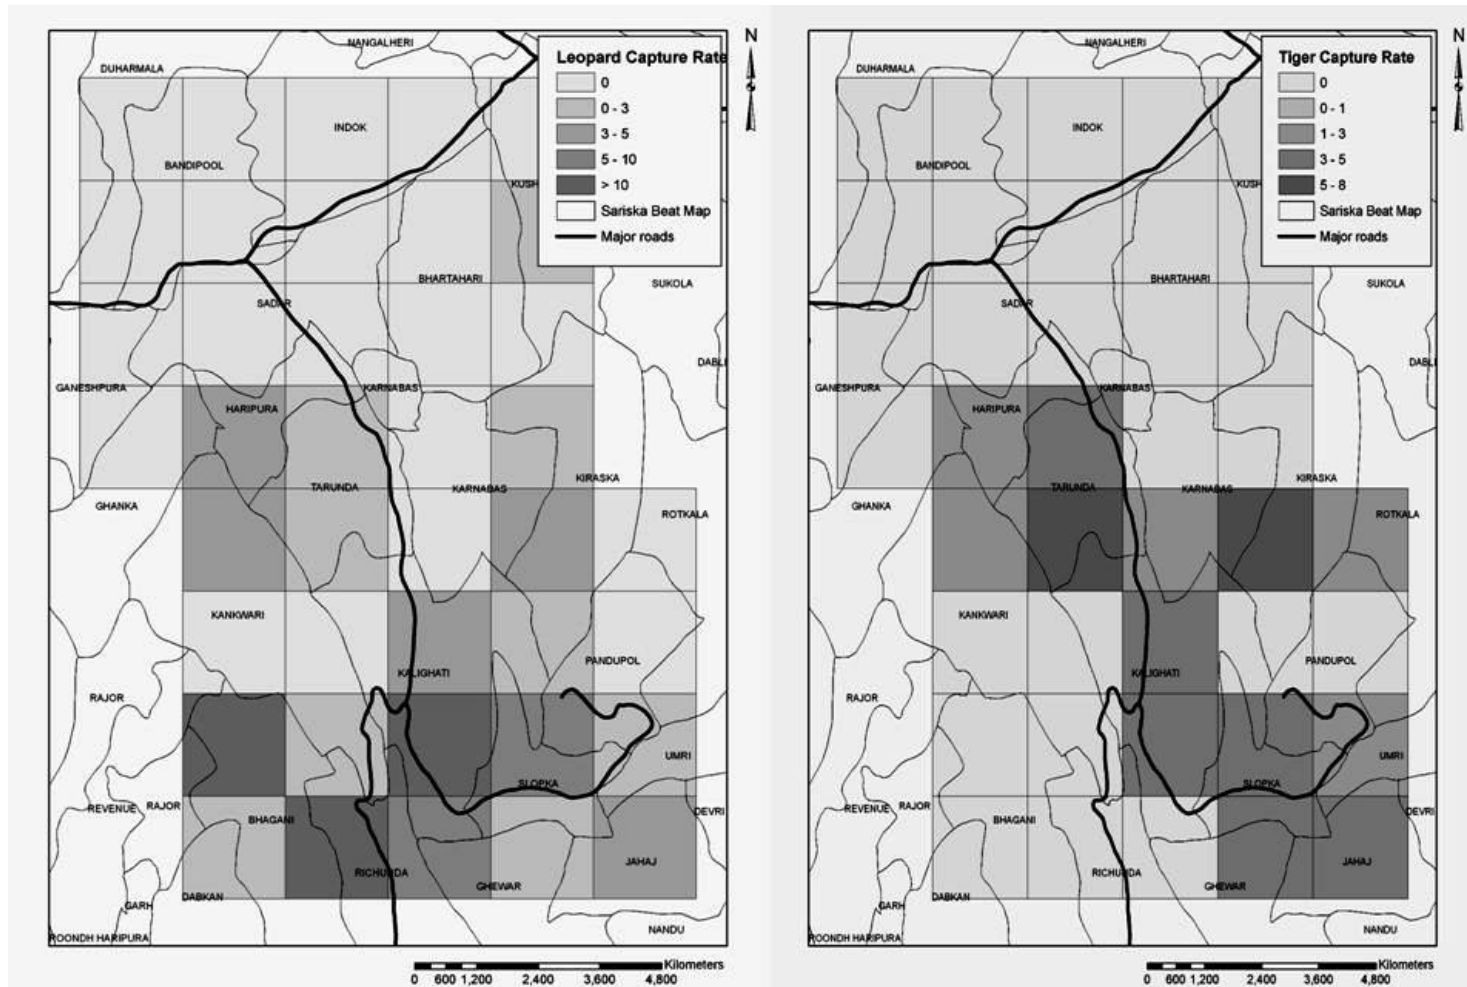 NANGALHERI
DUHARMALA
Leopard Capture Rate
0
0 - 3
3 - 5
5 - 10
> 10
Sariska Beat Map
Major roads
N
INDOK
BANDIPOOL
KUSH
BHARTAHARI
SUKOLA
DABLI
GANESHPURA
KARNABAS
HARIPURA
TARUNDA
KARNABAS
KIRASKA
GHANKA
ROTKALA
KANKWARI
KALIGHATI
PANDUPOL
RAJOR
UMRI
SLOPKA
REVENUE
RAJOR
DEVRI
BHAGANI
RICHUNDA
JAHAJ
GHEWAR
GARH
DABKAN
ROONDH HARIPURA
NANDU
Kilometers
0 600 1,200 2,400 3,600 4,800
NANGALHERI
DUHARMALA
Tiger Capture Rate
0
0 - 1
1 - 3
3 - 5
5 - 8
Sariska Beat Map
Major roads
N
INDOK
BANDIPOOL
KUSH
BHARTAHARI
SUKOLA
DABLI
GANESHPURA
KARNABAS
HARIPURA
TARUNDA
KARNABAS
KIRASKA
GHANKA
ROTKALA
KANKWARI
KALIGHATI
PANDUPOL
RAJOR
UMRI
SLOPKA
REVENUE
RAJOR
DEVRI
BHAGANI
RICHUNDA
JAHAJ
GHEWAR
GARH
DABKAN
ROONDH HARIPURA
NANDU
Kilometers
0 600 1,200 2,400 3,600 4,800